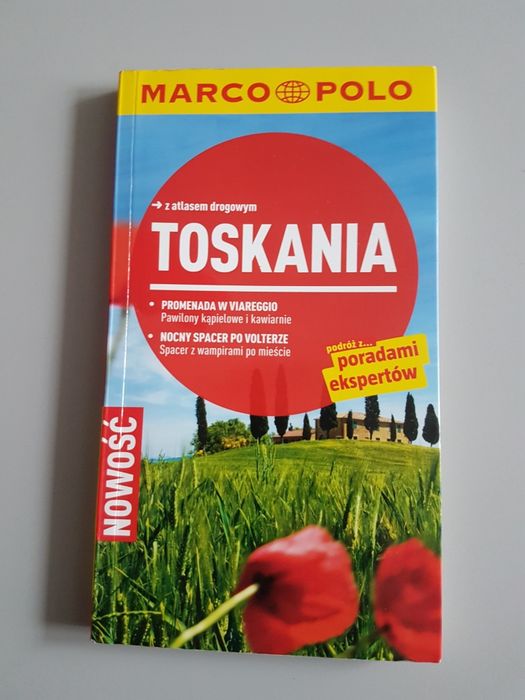 MARCO POLO
→ z atlasem drogowym
TOSKANIA
• PROMENADA W VIAREGGIO
Pawilony kąpielowe i kawiarnie
• NOCNY SPACER PO VOLTERZE
Spacer z wampirami po mieście
podróż z...
poradami
ekspertów
NOWOŚĆ